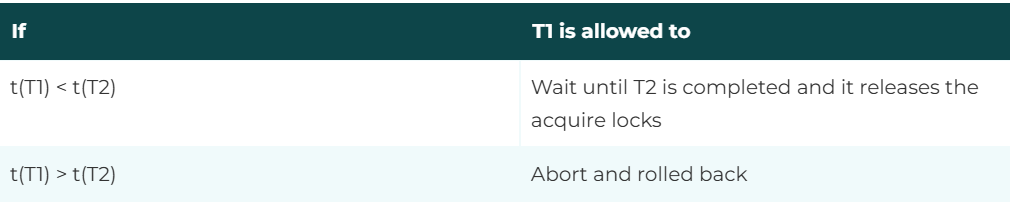 If
T1 is allowed to
t(T1) < t(T2)
Wait until T2 is completed and it releases the
acquire locks
t(T1) > t(T2)
Abort and rolled back